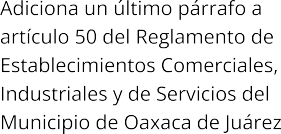 Adiciona un último párrafo a
artículo 50 del Reglamento de
Establecimientos Comerciales,
Industriales y de Servicios del
Municipio de Oaxaca de Juárez